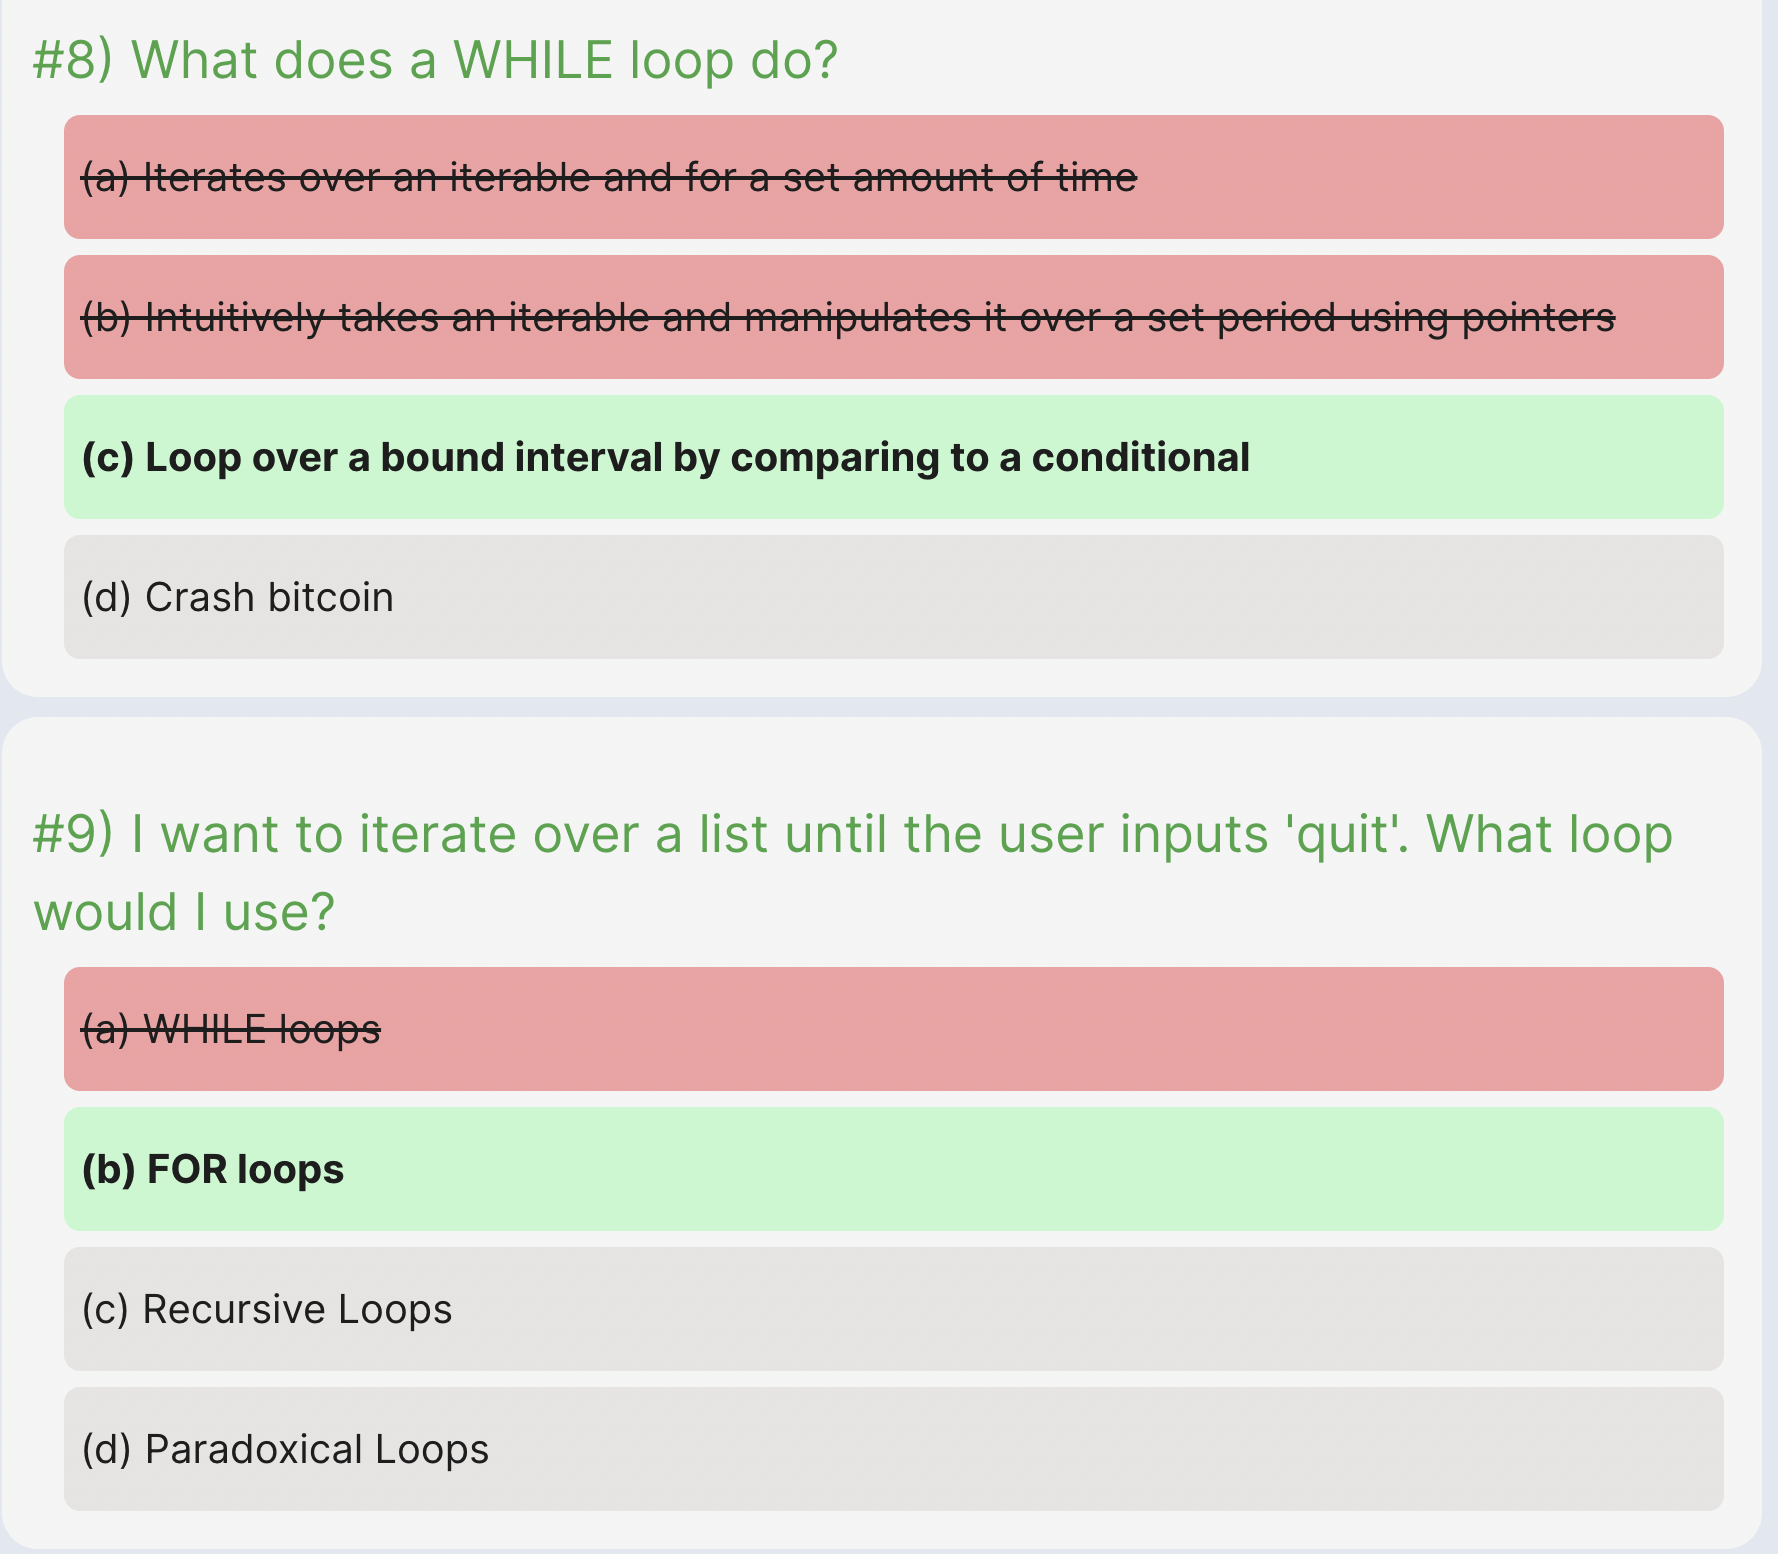 #8) What does a WHILE loop do?
(a) Iterates over an iterable and for a set amount of time
(b) Intuitively takes an iterable and manipulates it over a set period using pointers
(c) Loop over a bound interval by comparing to a conditional
(d) Crash bitcoin
#9) I want to iterate over a list until the user inputs 'quit'. What loop
would I use?
(a) WHILE loops
(b) FOR loops
(c) Recursive Loops
(d) Paradoxical Loops